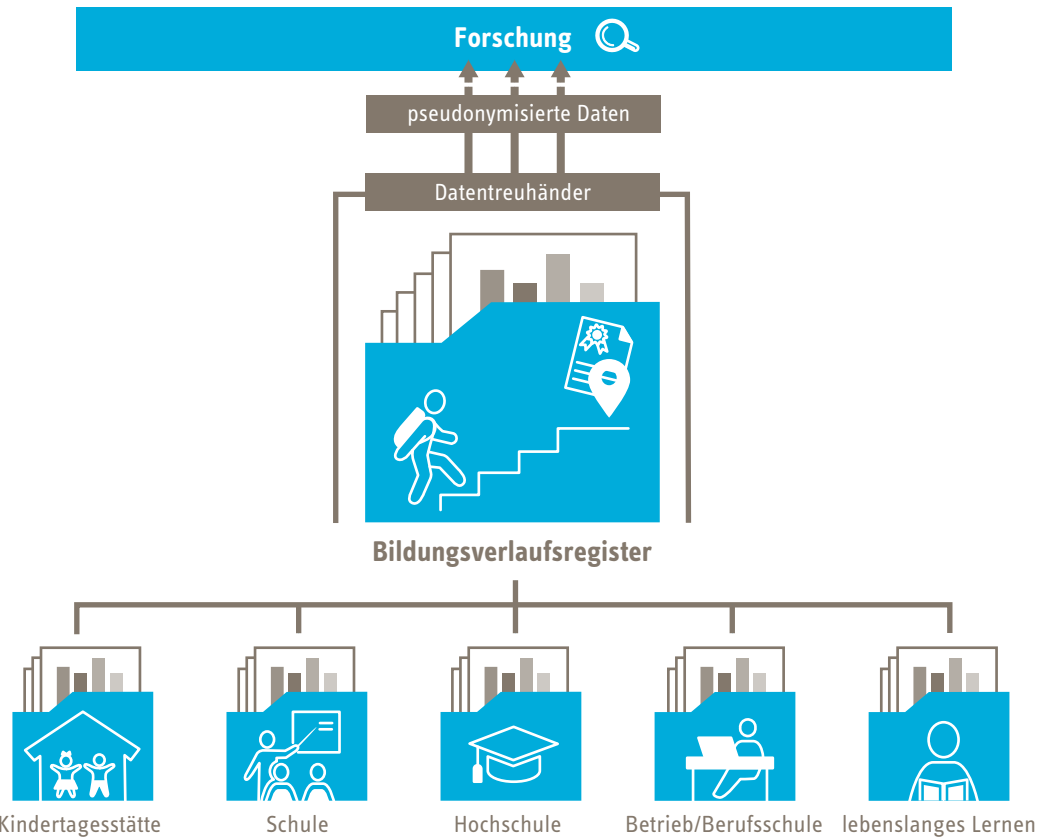 Forschung
pseudonymisierte Daten
Datentreuhänder
Bildungsverlaufsregister
Kindertagesstätte
Schule
Hochschule
Betrieb/Berufsschule
lebenslanges Lernen